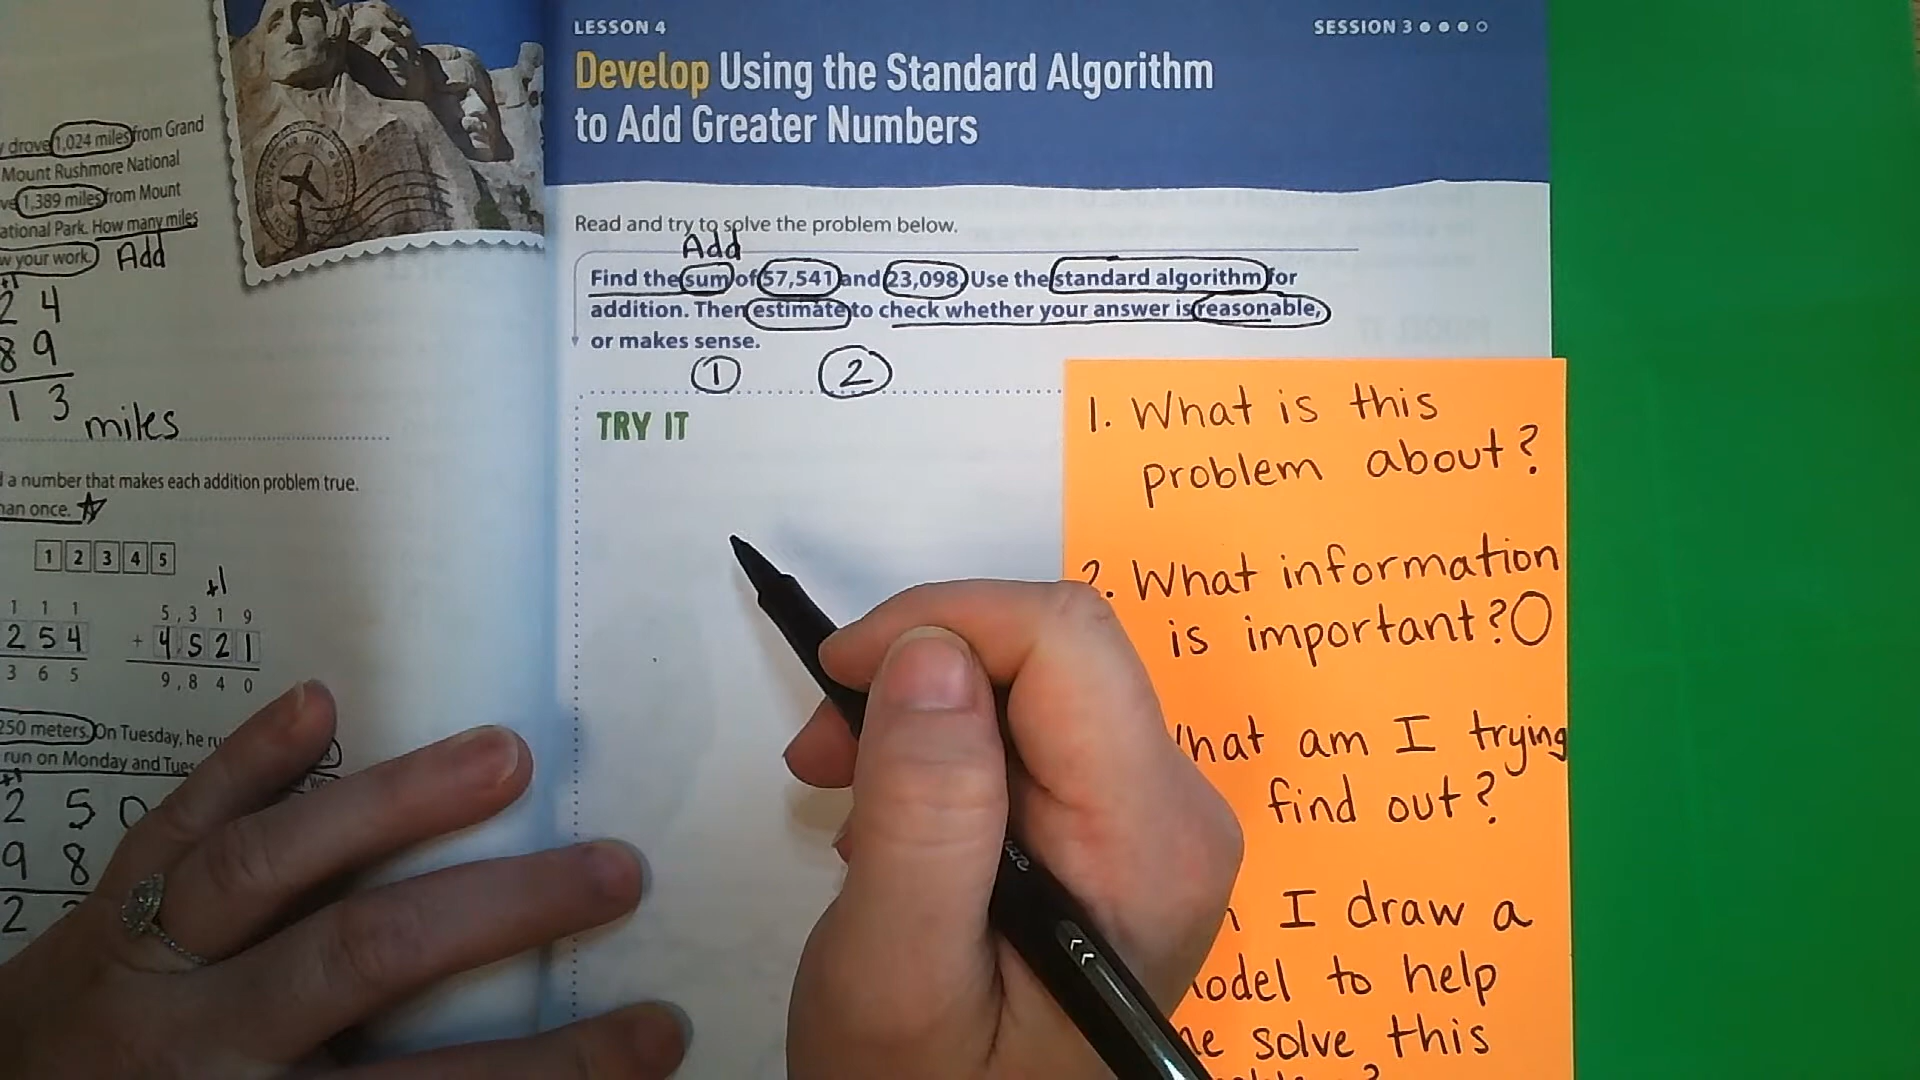 y drove 1,024 miles from Grand
Mount Rushmore National
ve 1,389 miles from Mount
ational Park. How many miles
w your work. Add
+1
2 4
8 9
1 3 miles
d a number that makes each addition problem true.
han once.
1 2 3 4 5
1 1 1
2 5 4
3 6 5
+1
5,319
+ 4 5 2 1
9,840
250 meters. On Tuesday, he ru
run on Monday and Tues
+1
2 5 0
9 8
2
LESSON 4
SESSION 3
Develop Using the Standard Algorithm
to Add Greater Numbers
Read and try to solve the problem below.
Add
Find the sum of 57,541 and 23,098. Use the standard algorithm for
addition. Then estimate to check whether your answer is reasonable,
or makes sense.
1 2
TRY IT
1. What is this
problem about?
2. What information
is important?
hat am I trying
find out?
I draw a
odel to help
me solve this